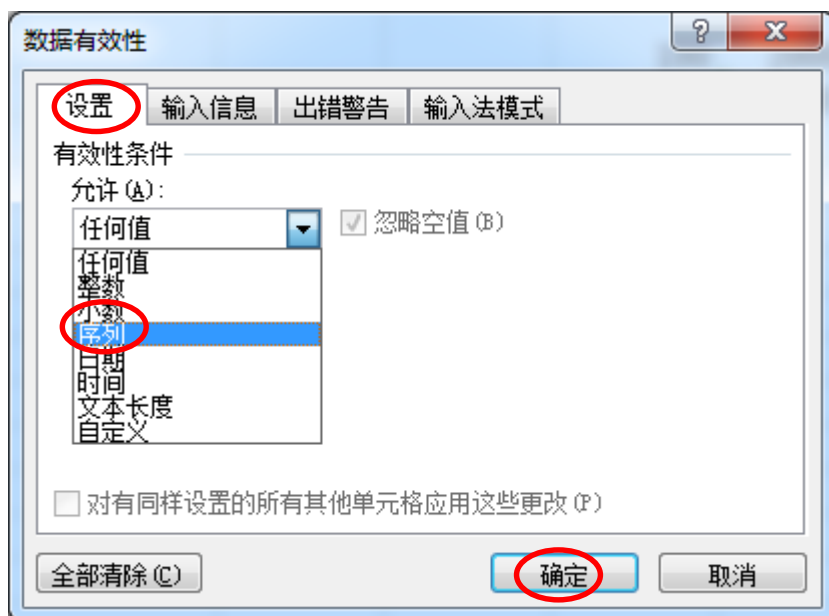 数据有效性
设置 输入信息 出错警告 输入法模式
有效性条件
允许(A):
任何值 忽略空值(B)
任何值
整数
小数
序列
日期
时间
文本长度
自定义
对有同样设置的所有其他单元格应用这些更改(P)
全部清除(C) 确定 取消